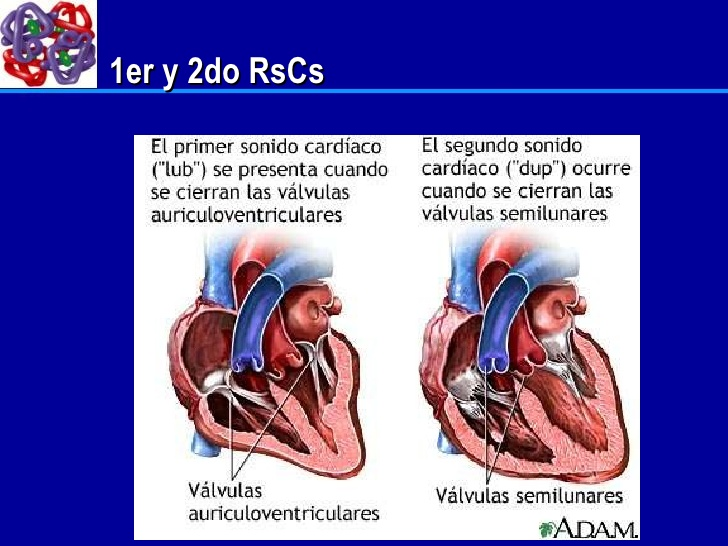 1er y 2do RsCs
El primer sonido cardíaco
("lub") se presenta cuando
se cierran las válvulas
auriculoventriculares
El segundo sonido
cardíaco ("dup") ocurre
cuando se cierran las
válvulas semilunares
Válvulas
auriculoventriculares
Válvulas semilunares
A.D.A.M.